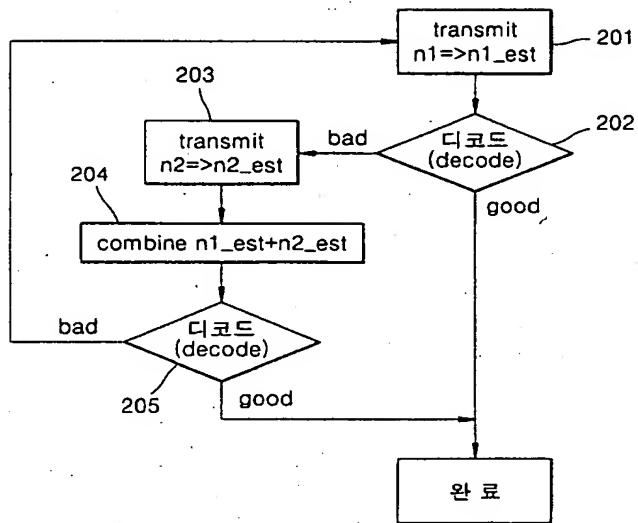 transmit
n1=>n1_est
201
203
202
transmit
n2=>n2_est
bad
디코드
(decode)
204
good
combine n1_est+n2_est
bad
디코드
(decode)
205
good
완 료